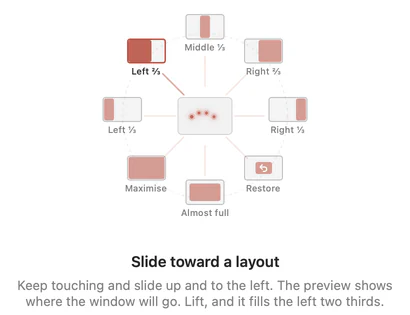 Middle ⅓
Left ⅔
Right ⅔
Left ⅓
Right ⅓
Maximise
Restore
Almost full
Slide toward a layout
Keep touching and slide up and to the left. The preview shows
where the window will go. Lift, and it fills the left two thirds.